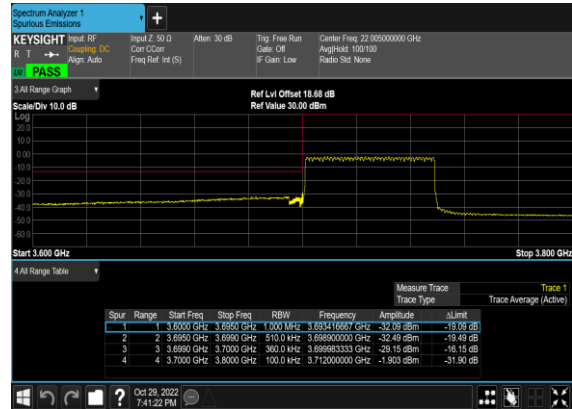 Spectrum Analyzer 1
Spurious Emissions
+
KEYSIGHT Input: RF Input Z: 50 Ω Atten: 30 dB Trig: Free Run Center Freq: 22.005000000 GHz
R T Coupling: DC Corr CCorr Gate: Off Avg|Hold: 100/100
Align: Auto Freq Ref: Int (S) IF Gain: Low Radio Std: None
LW PASS
3 All Range Graph
Ref Lvl Offset 18.68 dB
Scale/Div 10.0 dB Ref Value 30.00 dBm
Log
20.0
10.0
0.00
-10.0
-20.0
-30.0
-40.0
-50.0
-60.0
Start 3.600 GHz Stop 3.800 GHz
4 All Range Table
Measure Trace Trace 1
Trace Type Trace Average (Active)
Spur Range Start Freq Stop Freq RBW Frequency Amplitude ΔLimit
1 1 3.6000 GHz 3.6950 GHz 1.000 MHz 3.693416667 GHz -32.09 dBm -19.09 dB
2 2 3.6950 GHz 3.6990 GHz 510.0 kHz 3.698900000 GHz -32.49 dBm -19.49 dB
3 3 3.6990 GHz 3.7000 GHz 360.0 kHz 3.699983333 GHz -29.15 dBm -16.15 dB
4 4 3.7000 GHz 3.8000 GHz 100.0 kHz 3.712000000 GHz -1.903 dBm -31.90 dB
? Oct 29, 2022
7:41:22 PM